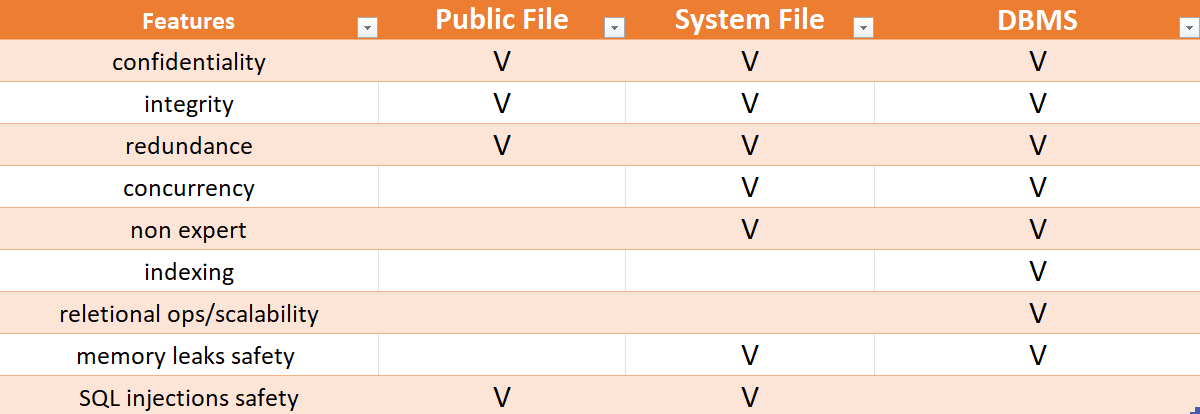 Features Public File System File DBMS
confidentiality V V V
integrity V V V
redundance V V V
concurrency V V
non expert V V
indexing V
reletional ops/scalability V
memory leaks safety V V
SQL injections safety V V